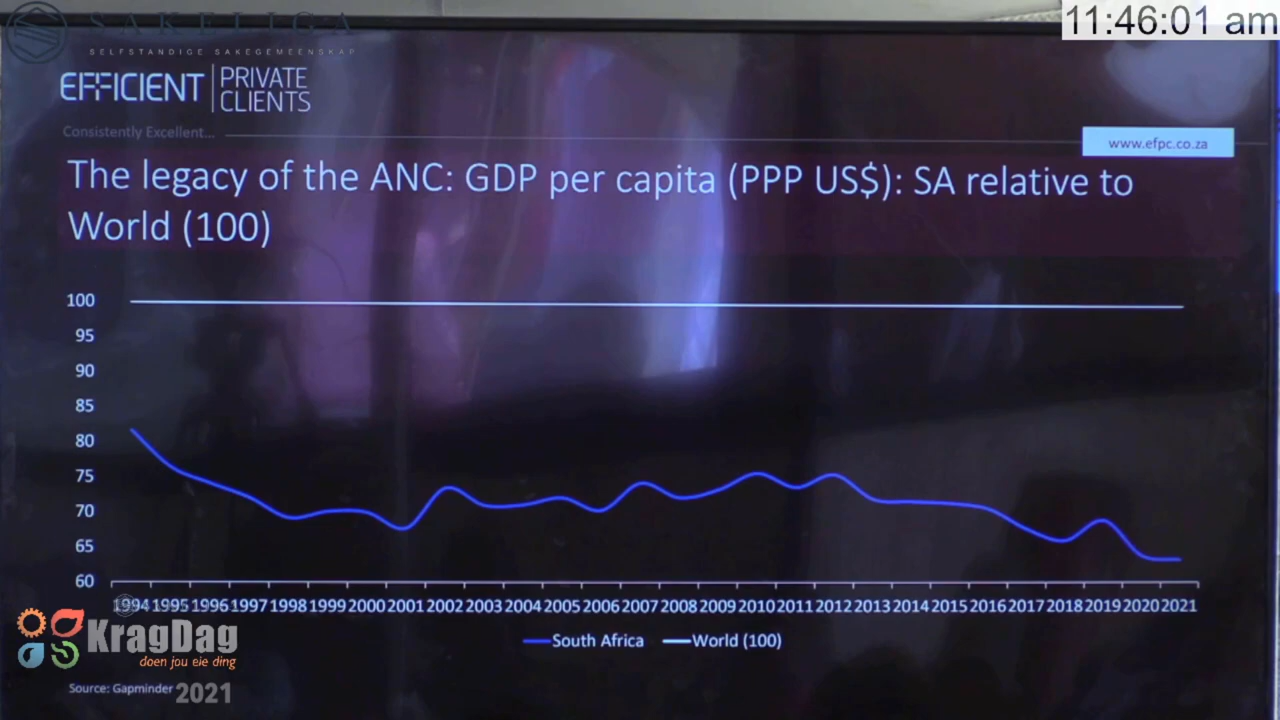 11:46:01 am
SAKELIGA
SELFSTANDIGE SAKEGEMEENSKAP
EFFICIENT PRIVATE CLIENTS
Consistently Excellent...
www.efpc.co.za
The legacy of the ANC: GDP per capita (PPP US$): SA relative to
World (100)
100
95
90
85
80
75
70
65
60
1994 1995 1996 1997 1998 1999 2000 2001 2002 2003 2004 2005 2006 2007 2008 2009 2010 2011 2012 2013 2014 2015 2016 2017 2018 2019 2020 2021
South Africa World (100)
KragDag
doen jou eie ding
2021
Source: Gapminder